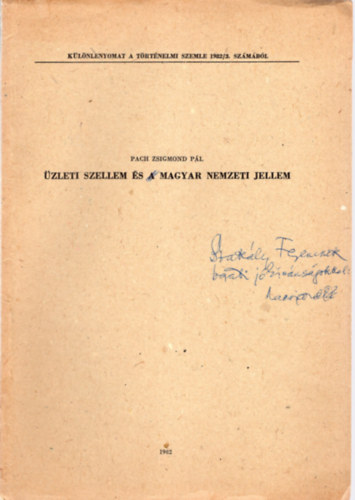 KÜLÖNLENYOMAT A TÖRTÉNELMI SZEMLE 1982/3. SZÁMÁBÓL
PACH ZSIGMOND PÁL
ÜZLETI SZELLEM ÉS A MAGYAR NEMZETI JELLEM
Szakály Ferencnek
baráti jókívánságokkal
1982